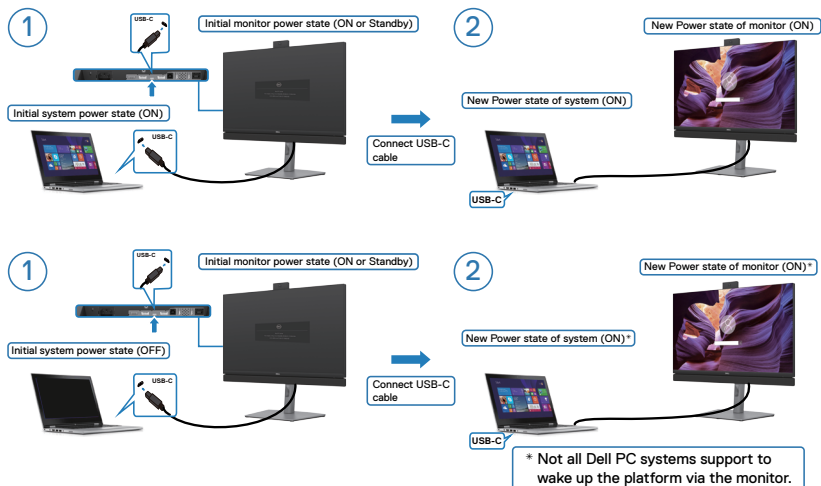 1
USB-C
Initial monitor power state (ON or Standby)
Initial system power state (ON)
USB-C
Connect USB-C
cable
2
New Power state of monitor (ON)
New Power state of system (ON)
USB-C
1
USB-C
Initial monitor power state (ON or Standby)
Initial system power state (OFF)
USB-C
Connect USB-C
cable
2
New Power state of monitor (ON)*
New Power state of system (ON)*
USB-C
* Not all Dell PC systems support to
wake up the platform via the monitor.